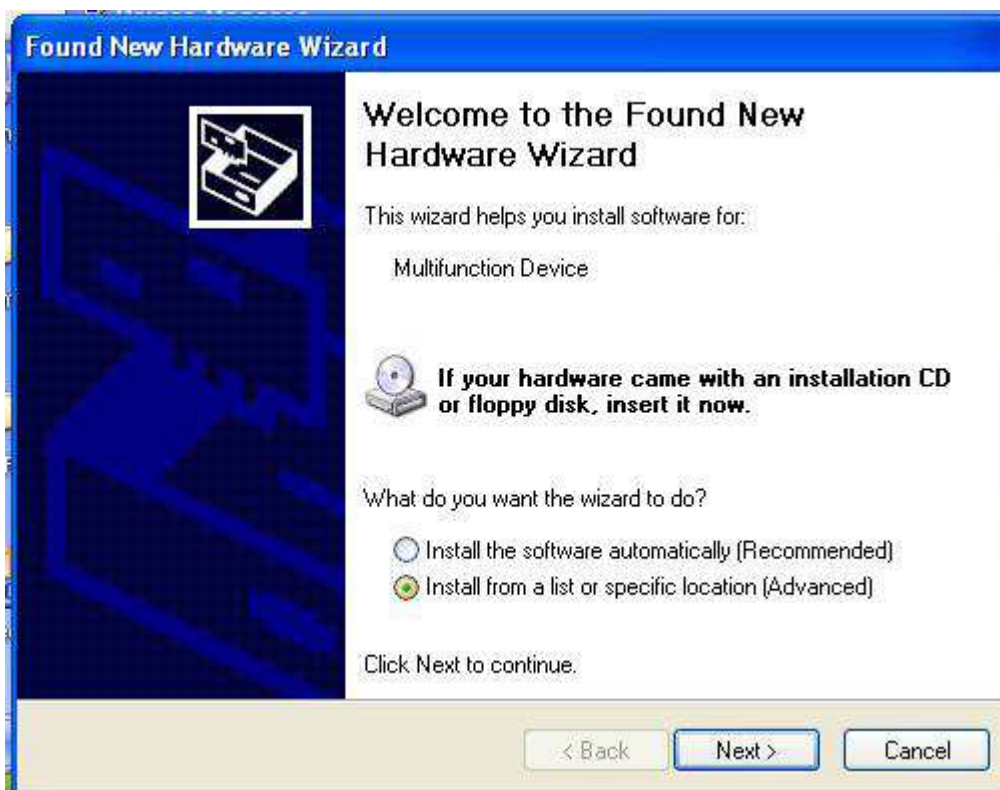 Found New Hardware Wizard
Welcome to the Found New
Hardware Wizard
This wizard helps you install software for:
Multifunction Device
If your hardware came with an installation CD
or floppy disk, insert it now.
What do you want the wizard to do?
Install the software automatically (Recommended)
Install from a list or specific location (Advanced)
Click Next to continue.
< Back Next > Cancel